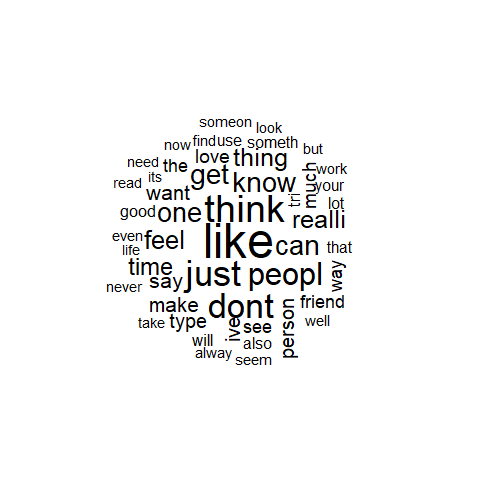 someon look
now find use someth but
need the love thing work
read its want get know much your
good one think tri realli lot
even feel like can that
life time
never say just peopl way
make dont friend
take type ive see person well
will also
alway seem